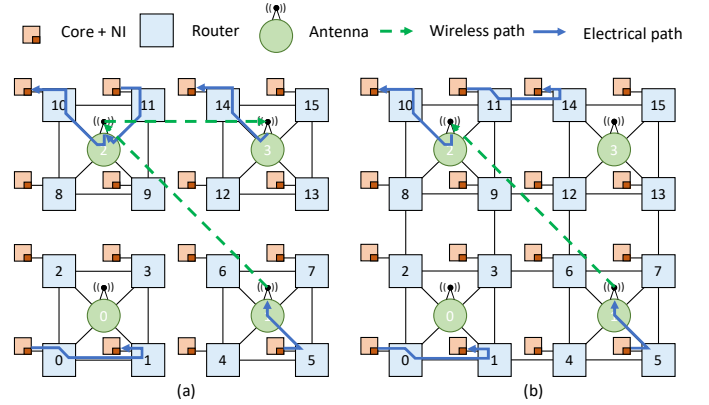 Core + NI Router Antenna Wireless path Electrical path
10 11 14 15 10 11 14 15
2 3 2 3
8 9 12 13 8 9 12 13
2 3 6 7 2 3 6 7
0 0
0 1 4 5 0 1 4 5
(a) (b)